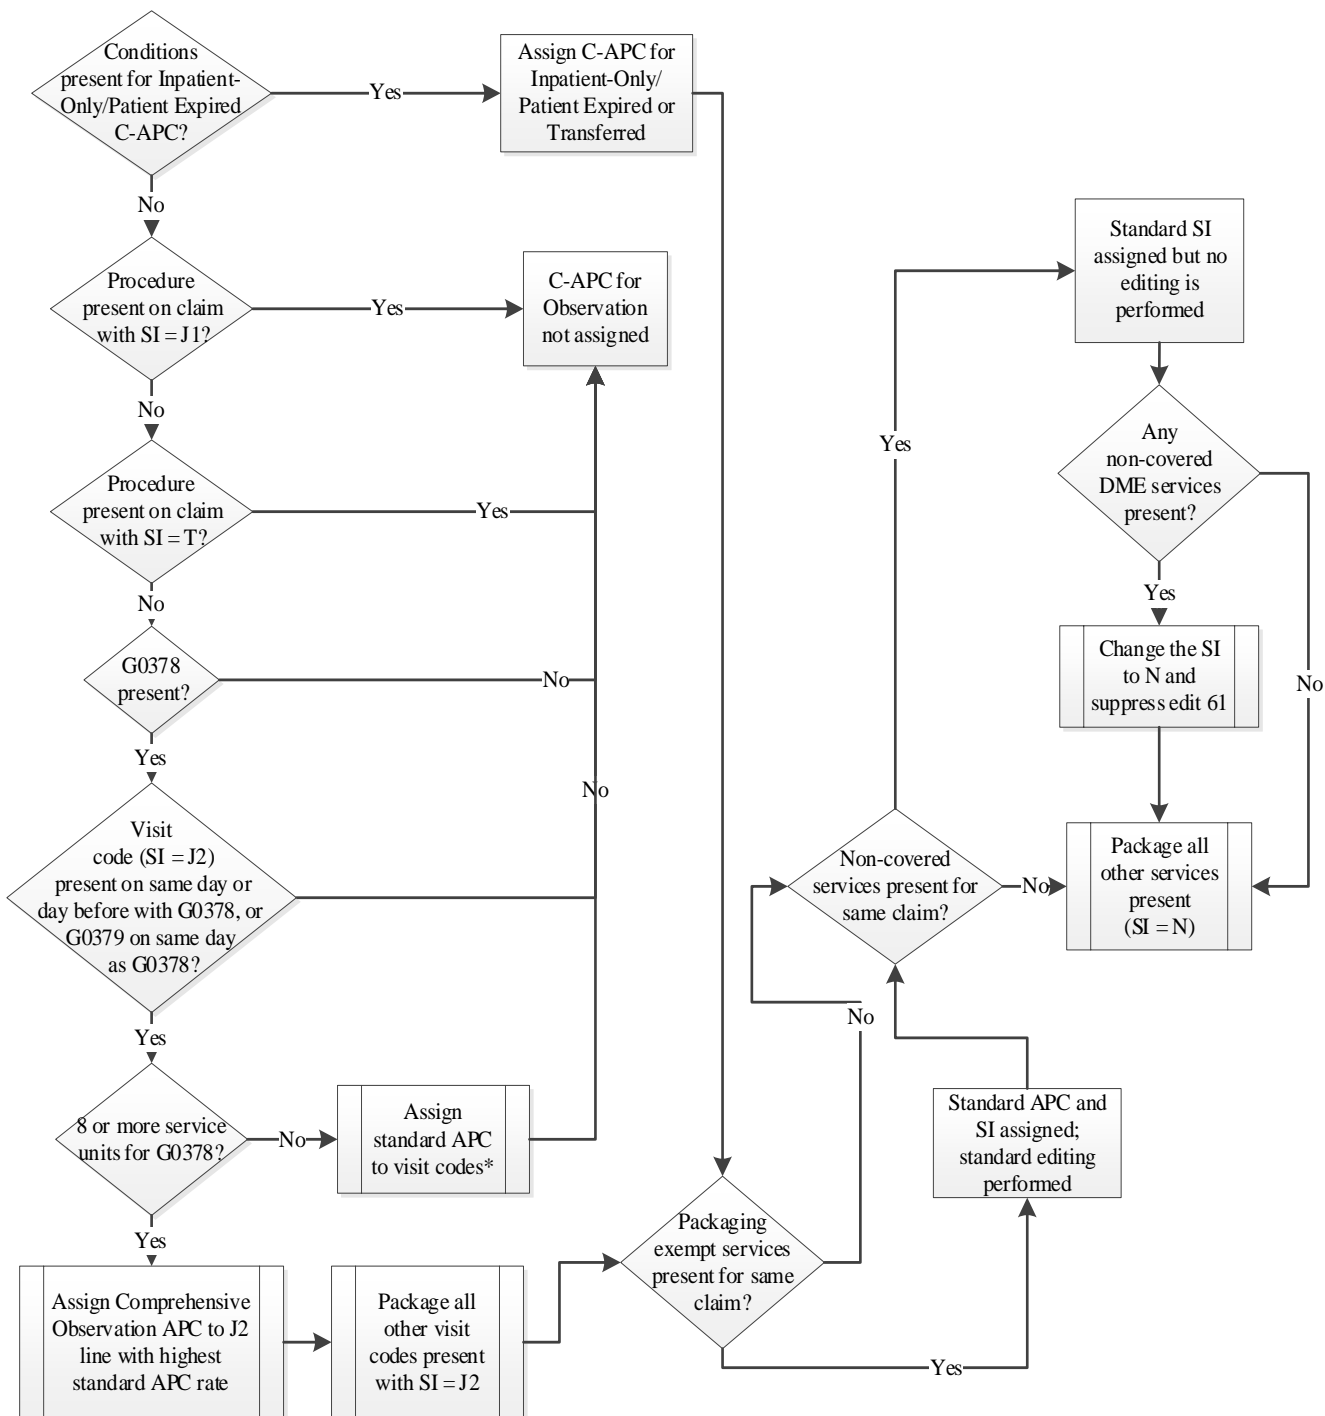 Conditions
present for Inpatient-
Only/Patient Expired
C-APC?
Yes
Assign C-APC for
Inpatient-Only/
Patient Expired or
Transferred
No
Procedure
present on claim
with SI = J1?
Yes
C-APC for
Observation
not assigned
No
Procedure
present on claim
with SI = T?
Yes
No
G0378
present?
No
Yes
Visit
code (SI = J2)
present on same day or
day before with G0378, or
G0379 on same day
as G0378?
No
Yes
8 or more service
units for G0378?
No
Assign
standard APC
to visit codes*
Yes
Assign Comprehensive
Observation APC to J2
line with highest
standard APC rate
Package all
other visit
codes present
with SI = J2
Packaging
exempt services
present for same
claim?
No
Yes
Standard APC and
SI assigned;
standard editing
performed
Non-covered
services present for
same claim?
No
Yes
Standard SI
assigned but no
editing is
performed
Any
non-covered
DME services
present?
No
Yes
Change the SI
to N and
suppress edit 61
Package all
other services
present
(SI = N)